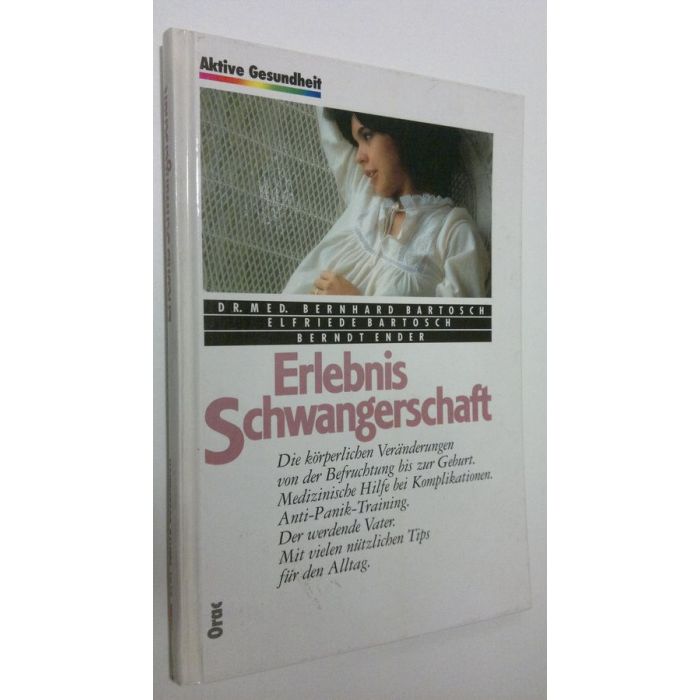 Aktive Gesundheit
DR. MED. BERNHARD BARTOSCH
ELFRIEDE BARTOSCH
BERNDT ENDER
Erlebnis
Schwangerschaft
Die körperlichen Veränderungen
von der Befruchtung bis zur Geburt.
Medizinische Hilfe bei Komplikationen.
Anti-Panik-Training.
Der werdende Vater.
Mit vielen nützlichen Tips
für den Alltag.
Orac